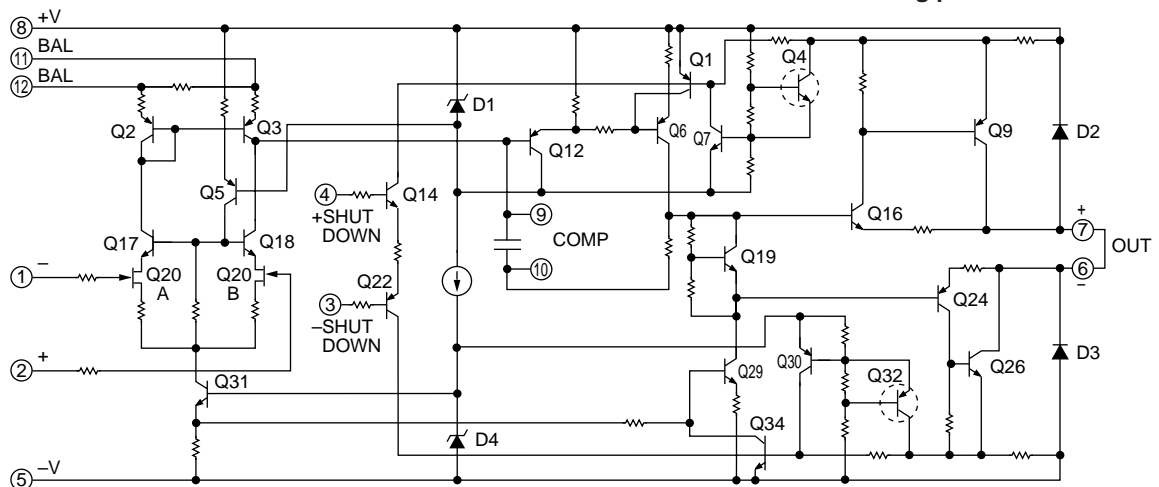 8 +V
11 BAL
12 BAL
Q2
Q3
Q5
Q17
Q18
1 −
Q20
A
Q20
B
2 +
Q31
5 −V
D1
D4
4
+SHUT
DOWN
Q14
Q22
3
−SHUT
DOWN
9
COMP
10
Q12
Q1
Q6
Q7
Q4
Q9
D2
Q16
+
7
OUT
6
−
Q19
Q24
Q29
Q30
Q32
Q26
D3
Q34